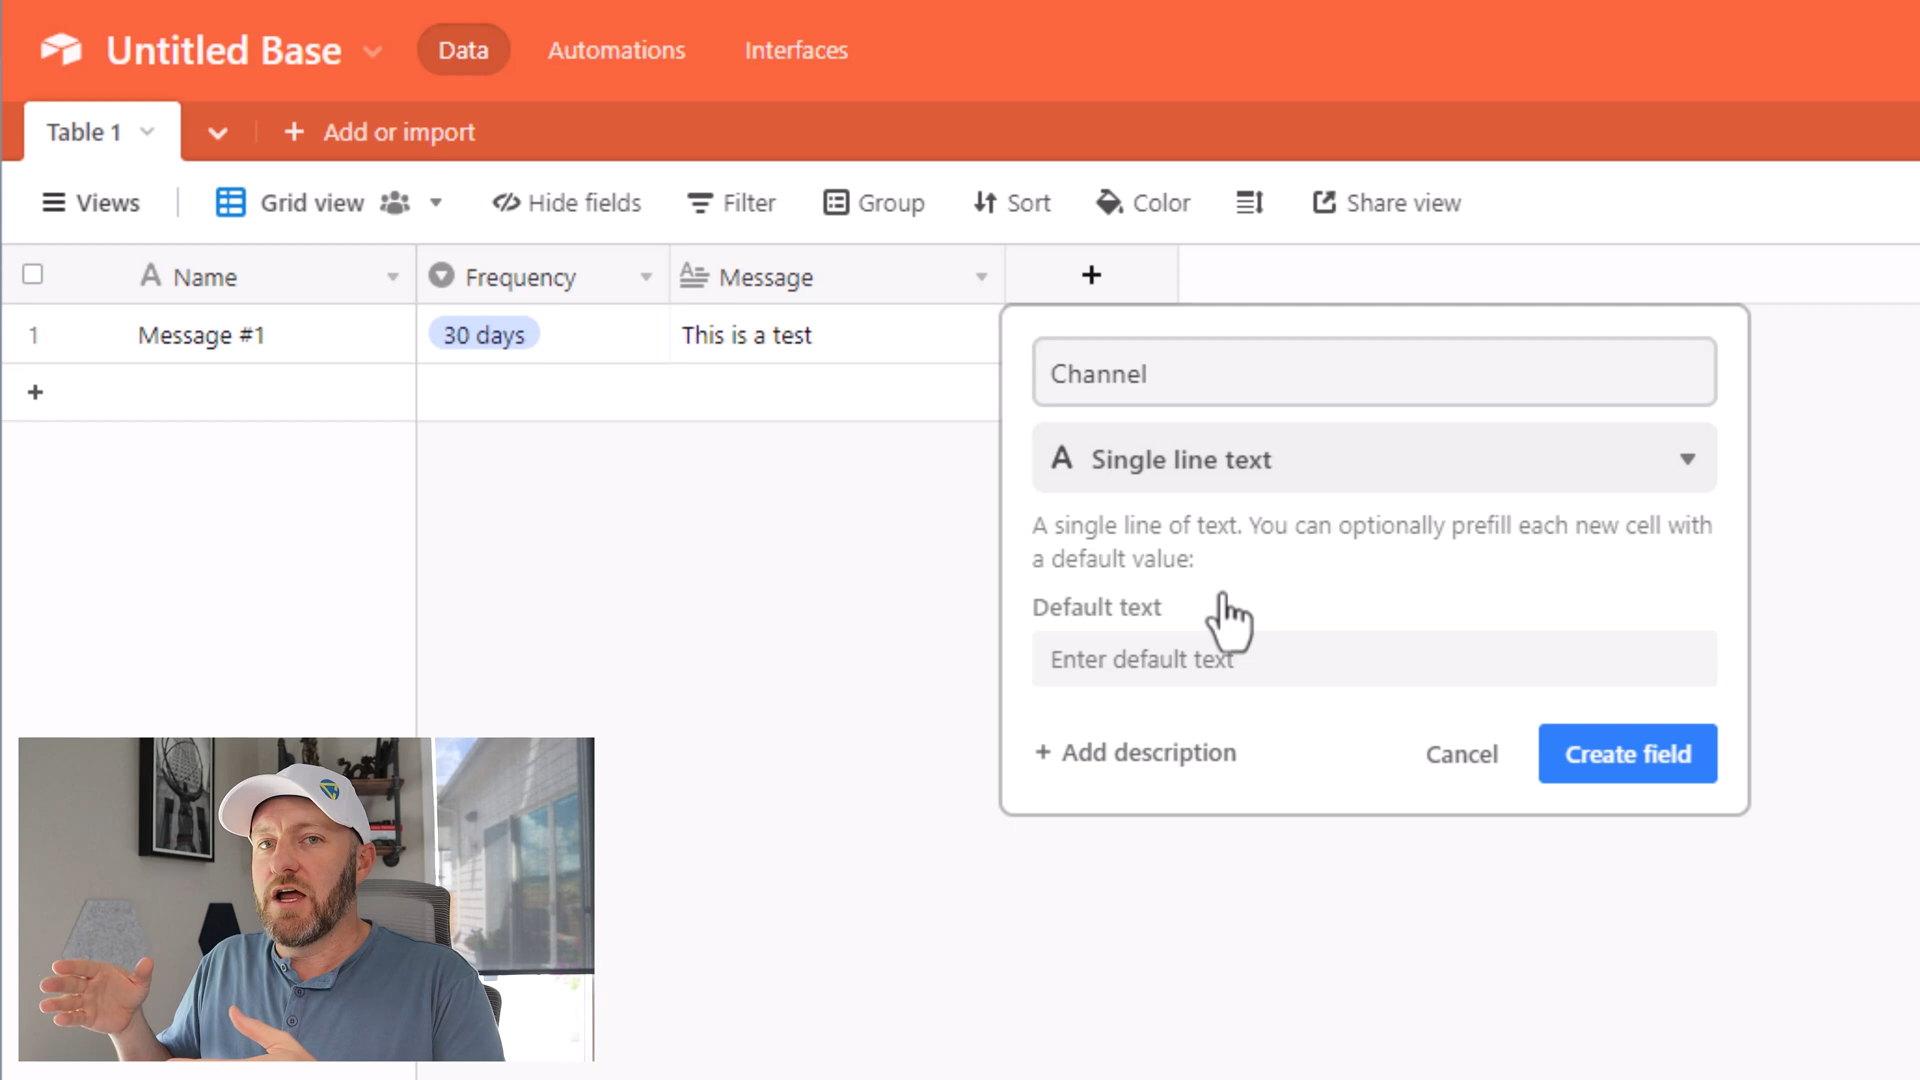 Untitled Base
Data
Automations
Interfaces
Table 1
+ Add or import
Views
Grid view
Hide fields
Filter
Group
Sort
Color
Share view
Name
Frequency
Message
+
1
Message #1
30 days
This is a test
+
Channel
A Single line text
A single line of text. You can optionally prefill each new cell with
a default value:
Default text
Enter default text
+ Add description
Cancel
Create field